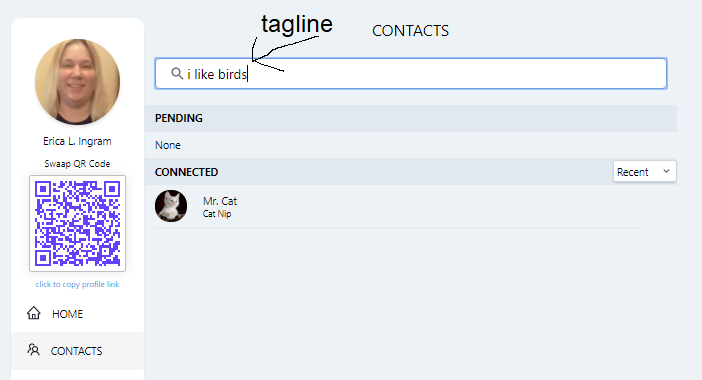 tagline
CONTACTS
i like birds
Erica L. Ingram
Swaap QR Code
click to copy profile link
HOME
CONTACTS
PENDING
None
CONNECTED
Recent
Mr. Cat
Cat Nip